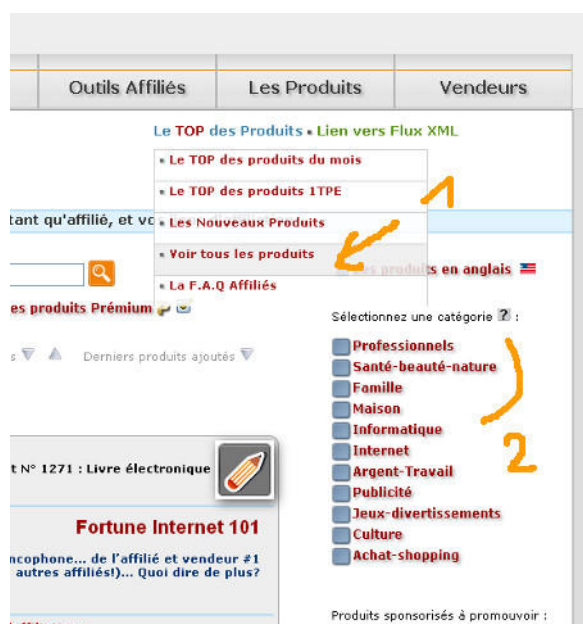 Outils Affiliés Les Produits Vendeurs
Le TOP des Produits • Lien vers Flux XML
Le TOP des produits du mois
Le TOP des produits 1TPE
1
tant qu'affilié, et
Les Nouveaux Produits
Voir tous les produits
produits en anglais
La F.A.Q Affiliés
es produits Prémium
Sélectionnez une catégorie ? :
Derniers produits ajoutés
Professionnels
Santé-beauté-nature
Famille
Maison
Informatique
Internet
2
Argent-Travail
Publicité
Jeux-divertissements
Culture
Achat-shopping
t N° 1271 : Livre électronique
Fortune Internet 101
ncophone... de l'affilié et vendeur #1
autres affiliés!)... Quoi dire de plus?
Produits sponsorisés à promouvoir :